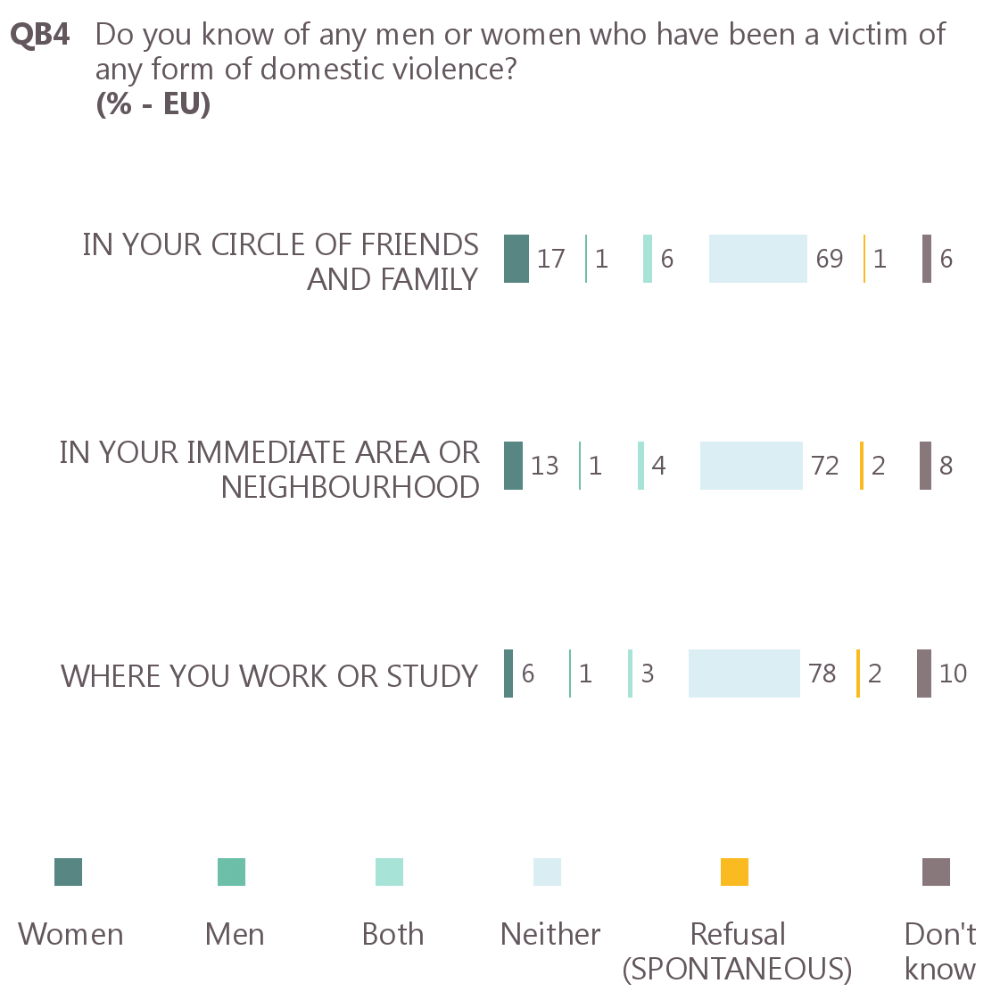 QB4 Do you know of any men or women who have been a victim of
any form of domestic violence?
(% - EU)
IN YOUR CIRCLE OF FRIENDS
AND FAMILY
17 1 6 69 1 6
IN YOUR IMMEDIATE AREA OR
NEIGHBOURHOOD
13 1 4 72 2 8
WHERE YOU WORK OR STUDY 6 1 3 78 2 10
Women Men Both Neither Refusal Don't
(SPONTANEOUS) know